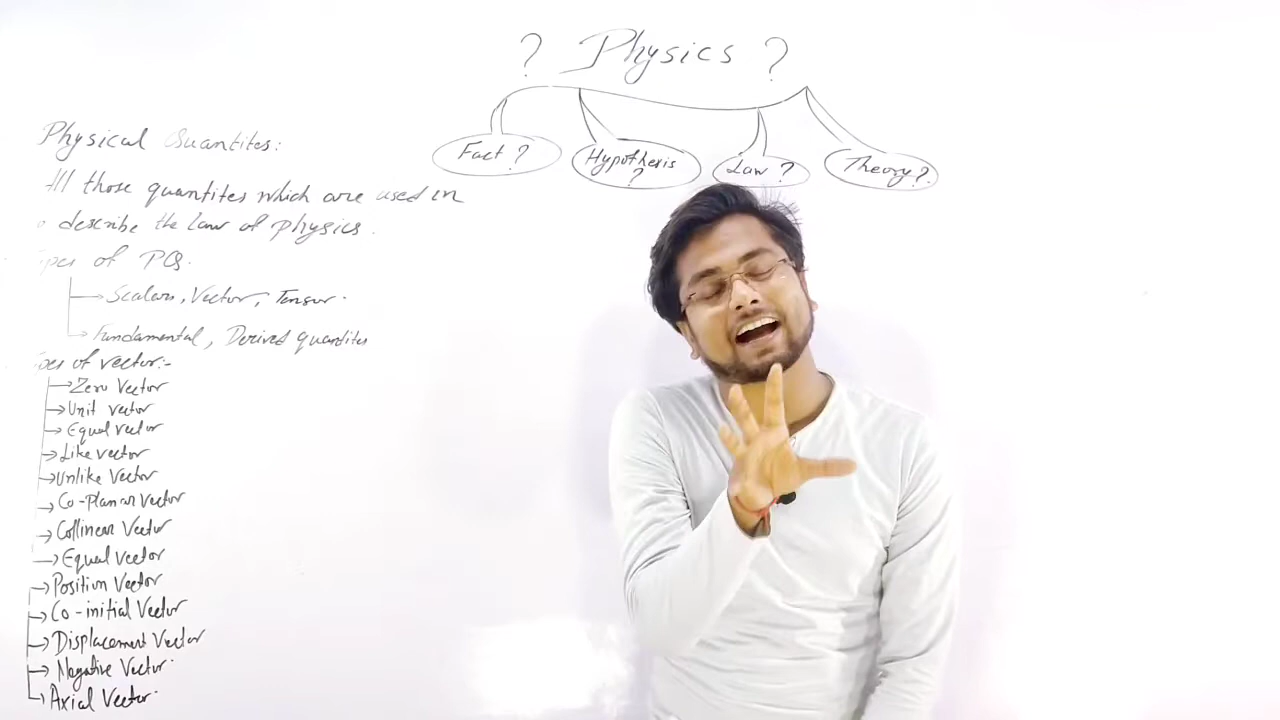 ? Physics ?
Fact ?
Hypothesis ?
Law ?
Theory ?
Physical Quantites:
All those quantites which are used in
to describe the law of physics.
Types of PQ.
Scalars, Vector, Tensor.
Fundamental, Derived quantites
Types of vector:-
Zero Vector
Unit vector
Equal vector
Like vector
Unlike Vector
Co-Planar Vector
Collinear Vector
Equal vector
Position Vector
Co-initial Vector
Displacement Vector
Negative Vector.
Axial Vector.